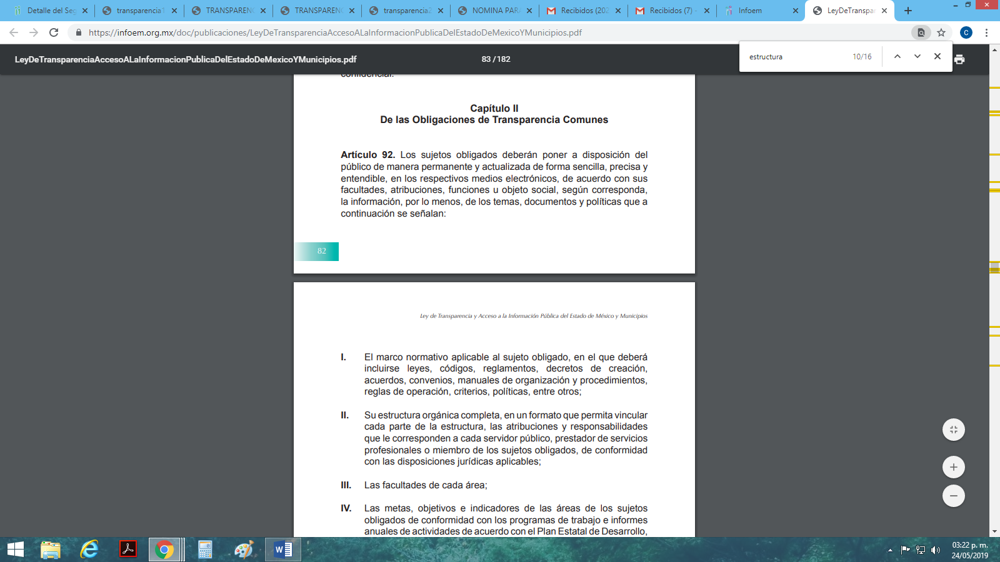 Detalle del Seg
transparencia1
TRANSPARENC
TRANSPARENC
transparencia2
NOMINA PARA
Recibidos (202
Recibidos (7) -
Infoem
LeyDeTranspar
https://infoem.org.mx/doc/publicaciones/LeyDeTransparenciaAccesoALaInformacionPublicaDelEstadoDeMexicoYMunicipios.pdf
C
LeyDeTransparenciaAccesoALaInformacionPublicaDelEstadoDeMexicoYMunicipios.pdf
83 / 182
estructura
10/16
confidencial.
Capítulo II
De las Obligaciones de Transparencia Comunes
Artículo 92. Los sujetos obligados deberán poner a disposición del
público de manera permanente y actualizada de forma sencilla, precisa y
entendible, en los respectivos medios electrónicos, de acuerdo con sus
facultades, atribuciones, funciones u objeto social, según corresponda,
la información, por lo menos, de los temas, documentos y políticas que a
continuación se señalan:
82
Ley de Transparencia y Acceso a la Información Pública del Estado de México y Municipios
I. El marco normativo aplicable al sujeto obligado, en el que deberá
incluirse leyes, códigos, reglamentos, decretos de creación,
acuerdos, convenios, manuales de organización y procedimientos,
reglas de operación, criterios, políticas, entre otros;
II. Su estructura orgánica completa, en un formato que permita vincular
cada parte de la estructura, las atribuciones y responsabilidades
que le corresponden a cada servidor público, prestador de servicios
profesionales o miembro de los sujetos obligados, de conformidad
con las disposiciones jurídicas aplicables;
III. Las facultades de cada área;
IV. Las metas, objetivos e indicadores de las áreas de los sujetos
obligados de conformidad con los programas de trabajo e informes
anuales de actividades de acuerdo con el Plan Estatal de Desarrollo,
03:22 p. m.
24/05/2019